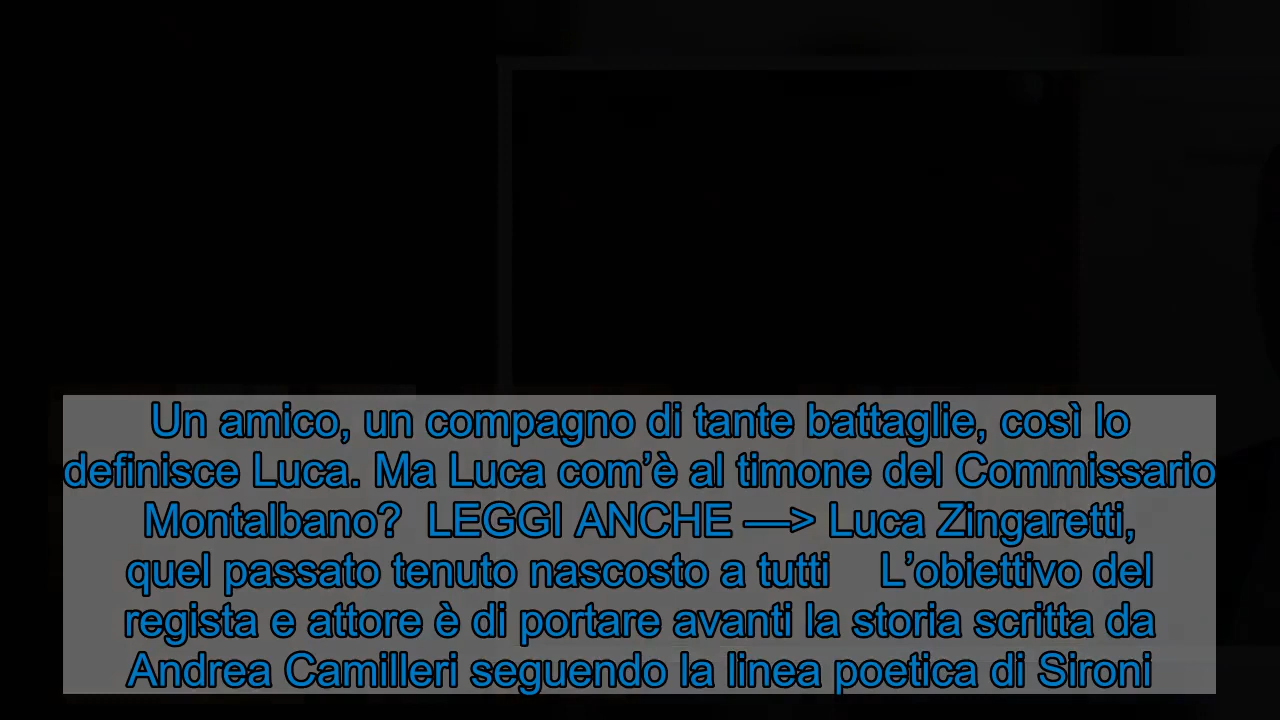 Un amico, un compagno di tante battaglie, così lo
definisce Luca. Ma Luca com’è al timone del Commissario
Montalbano?  LEGGI ANCHE —> Luca Zingaretti,
quel passato tenuto nascosto a tutti    L’obiettivo del
regista e attore è di portare avanti la storia scritta da
Andrea Camilleri seguendo la linea poetica di Sironi